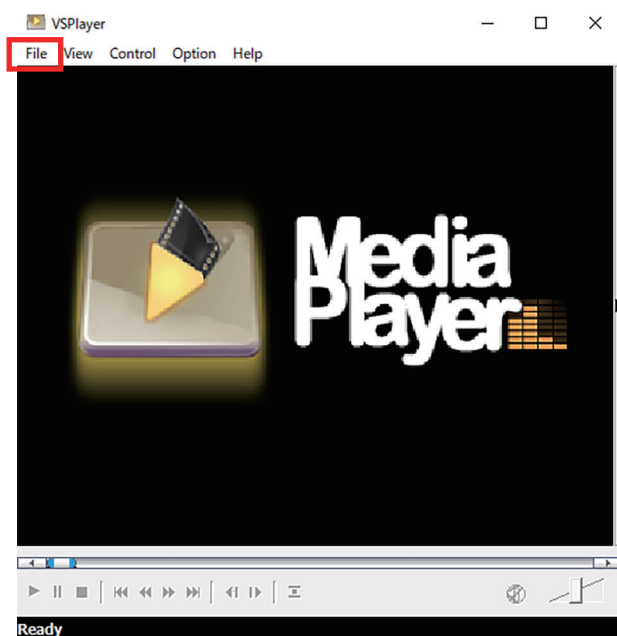 VSPlayer
File View Control Option Help
Media
Player
Ready